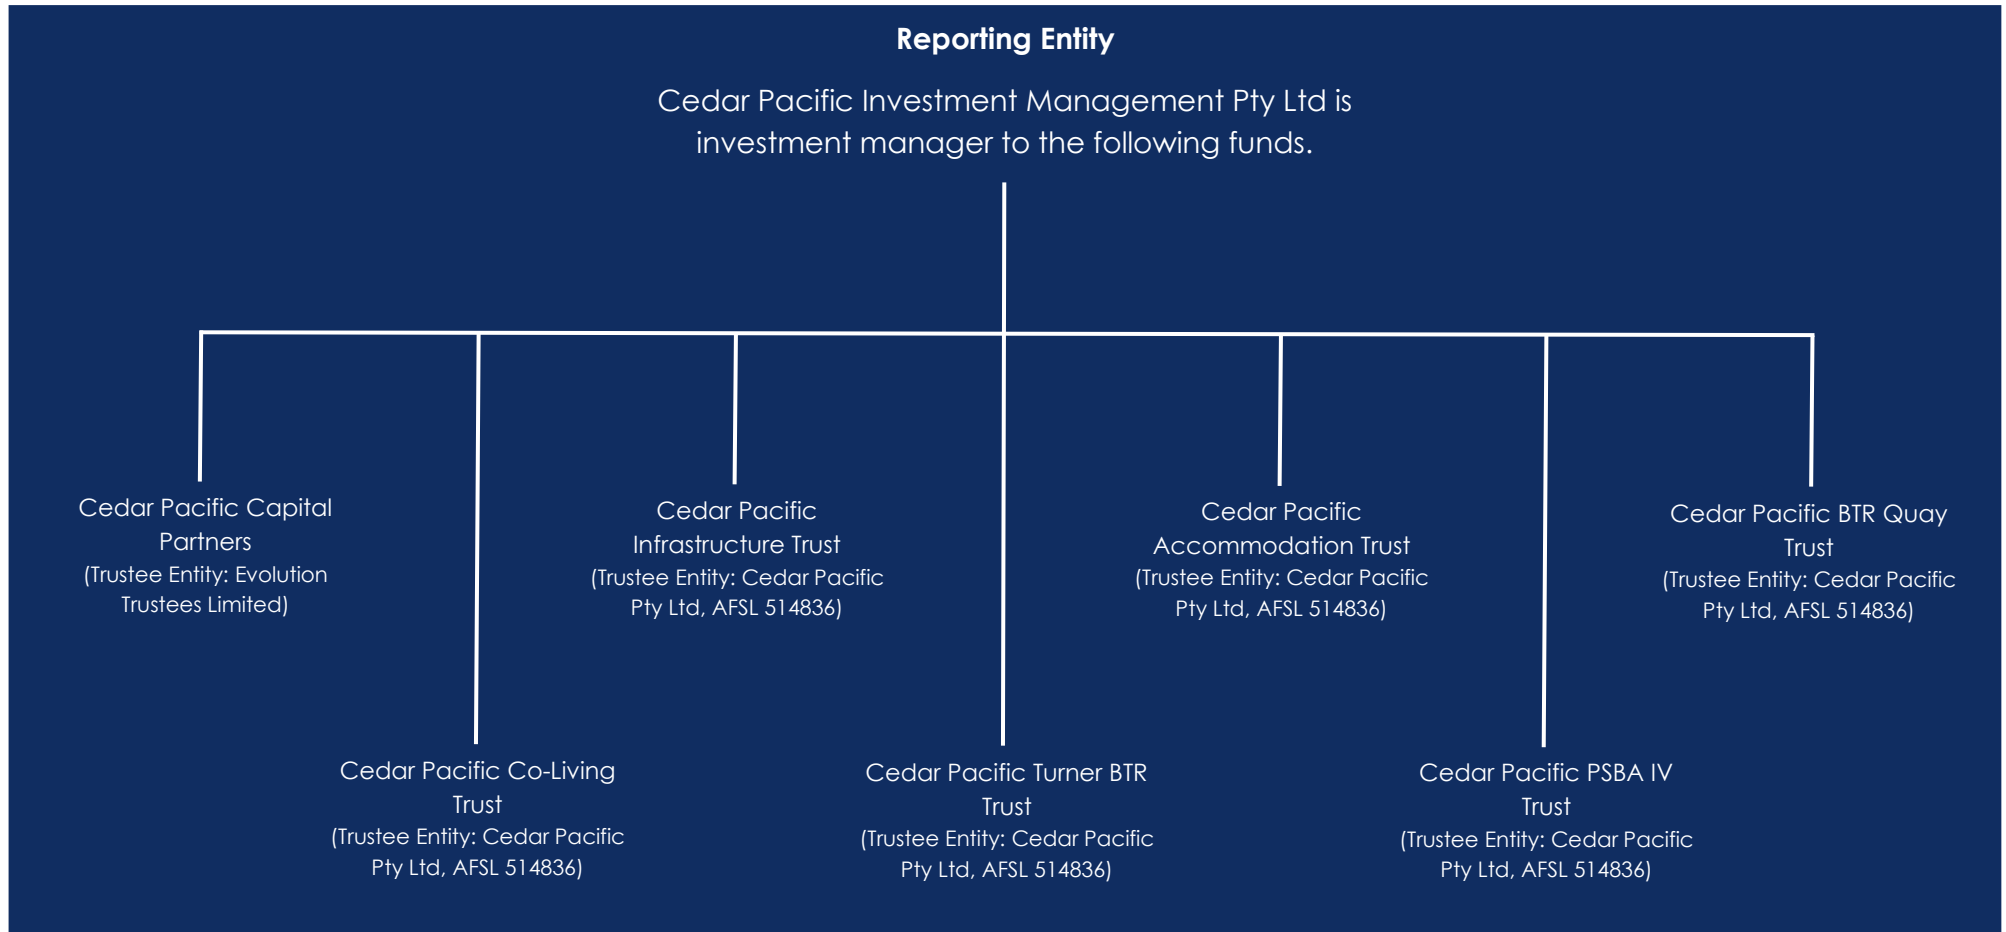 Reporting Entity
Cedar Pacific Investment Management Pty Ltd is
investment manager to the following funds.
Cedar Pacific Capital
Partners
(Trustee Entity: Evolution
Trustees Limited)
Cedar Pacific
Infrastructure Trust
(Trustee Entity: Cedar Pacific
Pty Ltd, AFSL 514836)
Cedar Pacific
Accommodation Trust
(Trustee Entity: Cedar Pacific
Pty Ltd, AFSL 514836)
Cedar Pacific BTR Quay
Trust
(Trustee Entity: Cedar Pacific
Pty Ltd, AFSL 514836)
Cedar Pacific Co-Living
Trust
(Trustee Entity: Cedar Pacific
Pty Ltd, AFSL 514836)
Cedar Pacific Turner BTR
Trust
(Trustee Entity: Cedar Pacific
Pty Ltd, AFSL 514836)
Cedar Pacific PSBA IV
Trust
(Trustee Entity: Cedar Pacific
Pty Ltd, AFSL 514836)